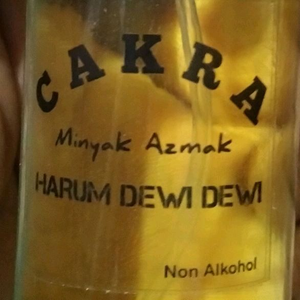 CAKRA
Minyak Azmak
HARUM DEWI DEWI
Non Alkohol